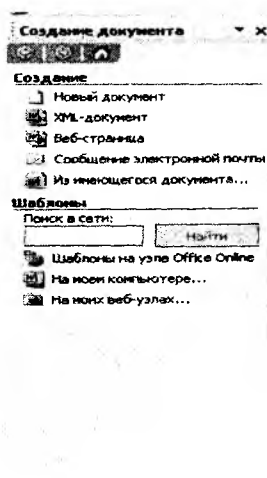 Создание документа
Создание
Новый документ
XML-документ
Веб-страница
Сообщение электронной почты
Из имеющегося документа...
Шаблоны
Поиск в сети:
Найти
Шаблоны на узле Office Online
На моем компьютере...
На моих веб-узлах...